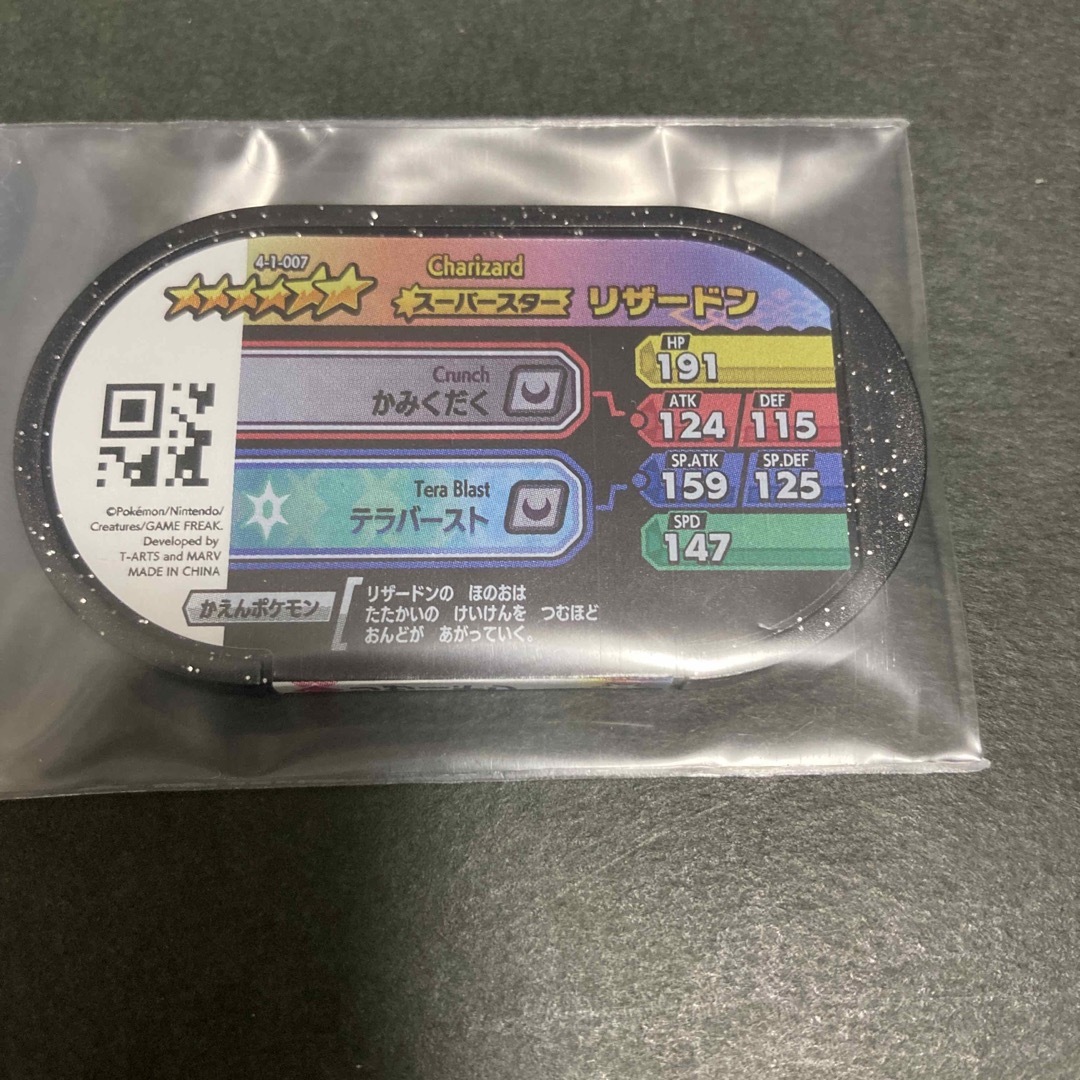 4-1-007
Charizard
スーパースター リザードン
Crunch
かみくだく
Tera Blast
テラバースト
HP
191
ATK
124
DEF
115
SP.ATK
159
SP.DEF
125
SPD
147
©Pokémon/Nintendo/
Creatures/GAME FREAK.
Developed by
T-ARTS and MARV
MADE IN CHINA
かえんポケモン
リザードンの ほのおは
たたかいの けいけんを つむほど
おんどが あがっていく。